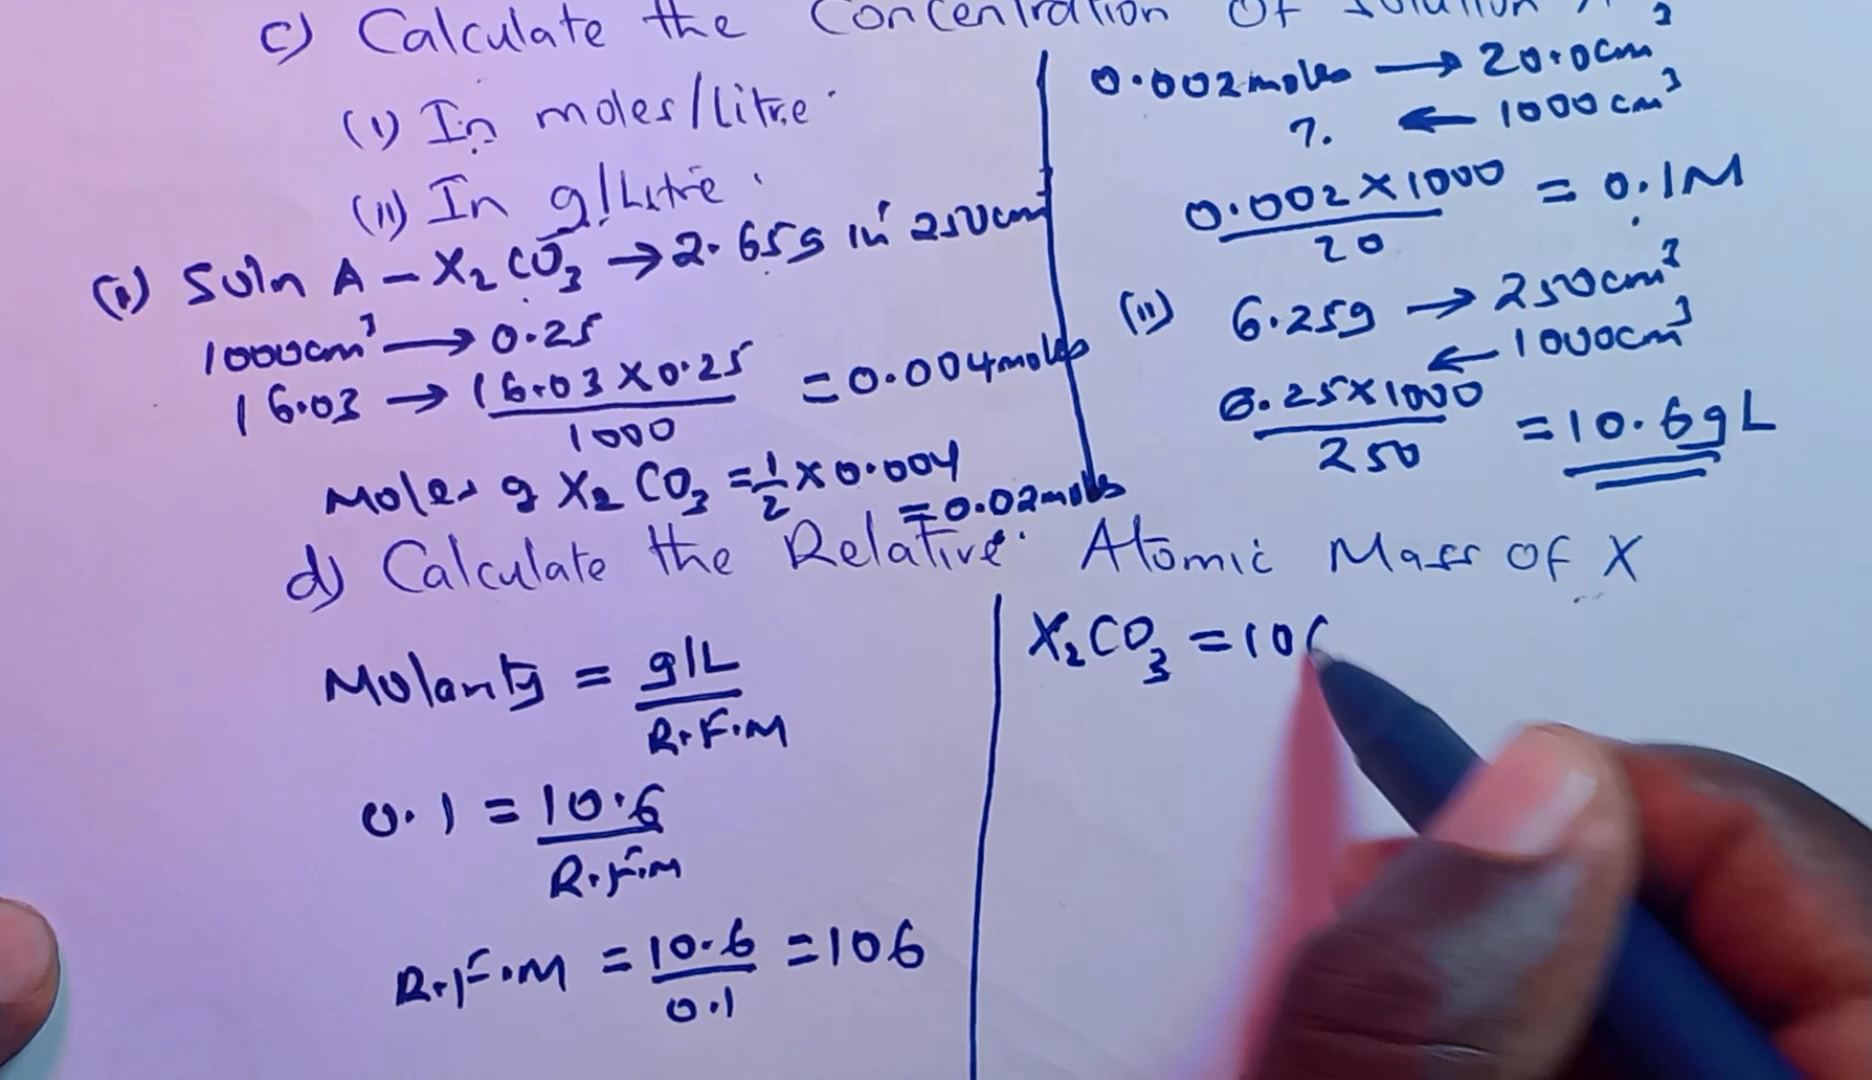 c) Calculate the Concentration of
(i) In moles/litre.
(ii) In g/Litre.
(i) Soln A – X₂CO₃ → 2.65g in 250cm³
1000cm³ → 0.25
16.03 → 16.03 X 0.25 / 1000 = 0.004moles
Moles g X₂CO₃ = 1/2 X 0.004
= 0.02moles
0.002moles → 20.0cm³
?. ← 1000cm³
0.002 X 1000 / 20 = 0.1M
(ii) 6.25g → 250cm³
← 1000cm³
6.25 X 1000 / 250 = 10.6gL
d) Calculate the Relative Atomic Mass of X
Molarity = g/L / R.F.M
0.1 = 10.6 / R.F.M
R.F.M = 10.6 / 0.1 = 106
X₂CO₃ = 106